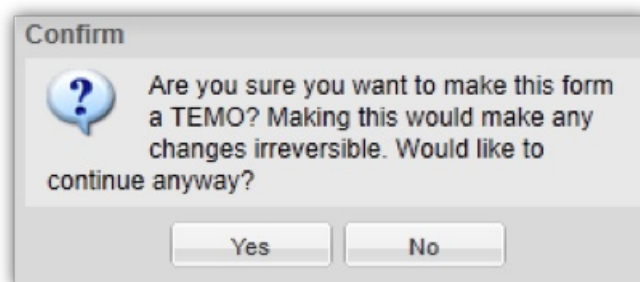 Confirm
Are you sure you want to make this form
a TEMO? Making this would make any
changes irreversible. Would like to
continue anyway?
Yes
No